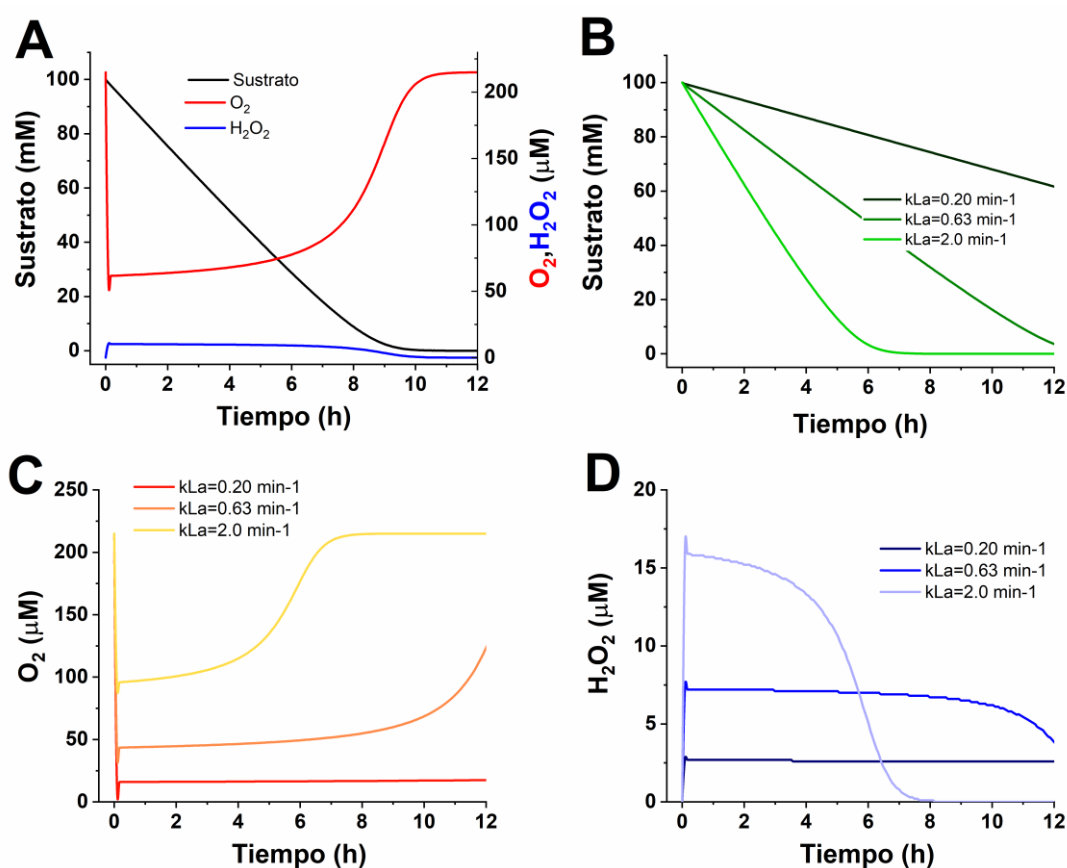 A
Sustrato
O₂
H₂O₂
Sustrato (mM)
100
80
60
40
20
0
O₂,H₂O₂ (μM)
200
150
100
50
0
0 2 4 6 8 10 12
Tiempo (h)
B
Sustrato (mM)
100
80
60
40
20
0
kLa=0.20 min-1
kLa=0.63 min-1
kLa=2.0 min-1
0 2 4 6 8 10 12
Tiempo (h)
C
kLa=0.20 min-1
kLa=0.63 min-1
kLa=2.0 min-1
O₂ (μM)
250
200
150
100
50
0
0 2 4 6 8 10 12
Tiempo (h)
D
kLa=0.20 min-1
kLa=0.63 min-1
kLa=2.0 min-1
H₂O₂ (μM)
20
15
10
5
0
0 2 4 6 8 10 12
Tiempo (h)